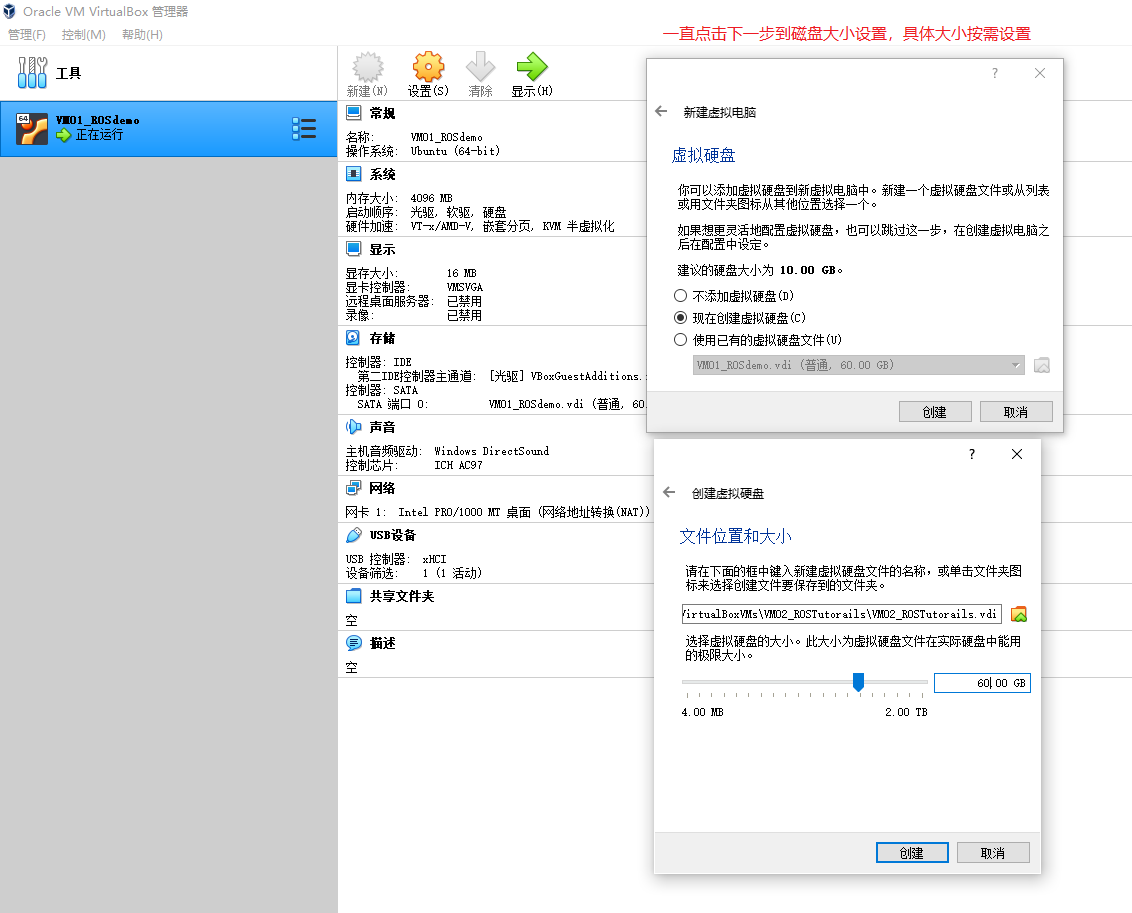 Oracle VM VirtualBox 管理器
管理(F) 控制(M) 帮助(H)
一直点击下一步到磁盘大小设置，具体大小按需设置
工具
新建(N) 设置(S) 清除 显示(H)
64
VM01_ROSdemo
正在运行
常规
名称: VM01_ROSdemo
操作系统: Ubuntu (64-bit)
系统
内存大小: 4096 MB
启动顺序: 光驱, 软驱, 硬盘
硬件加速: VT-x/AMD-V, 嵌套分页, KVM 半虚拟化
显示
显存大小: 16 MB
显卡控制器: VMSVGA
远程桌面服务器: 已禁用
录像: 已禁用
存储
控制器: IDE
第二IDE控制器主通道: [光驱] VBoxGuestAdditions.
控制器: SATA
SATA 端口 0: VM01_ROSdemo.vdi (普通, 60.
声音
主机音频驱动: Windows DirectSound
控制芯片: ICH AC97
网络
网卡 1: Intel PRO/1000 MT 桌面 (网络地址转换(NAT))
USB设备
USB 控制器: xHCI
设备筛选: 1 (1 活动)
共享文件夹
空
描述
空
?
新建虚拟电脑
虚拟硬盘
你可以添加虚拟硬盘到新虚拟电脑中。新建一个虚拟硬盘文件或从列表
或用文件夹图标从其他位置选择一个。
如果想更灵活地配置虚拟硬盘，也可以跳过这一步，在创建虚拟电脑之
后在配置中设定。
建议的硬盘大小为 10.00 GB。
不添加虚拟硬盘(D)
现在创建虚拟硬盘(C)
使用已有的虚拟硬盘文件(U)
VM01_ROSdemo.vdi (普通, 60.00 GB)
创建 取消
?
创建虚拟硬盘
文件位置和大小
请在下面的框中键入新建虚拟硬盘文件的名称，或单击文件夹图
标来选择创建文件要保存到的文件夹。
VirtualBoxVMs\VM02_ROSTutorails\VM02_ROSTutorails.vdi
选择虚拟硬盘的大小。此大小为虚拟硬盘文件在实际硬盘中能用
的极限大小。
60.00 GB
4.00 MB 2.00 TB
创建 取消